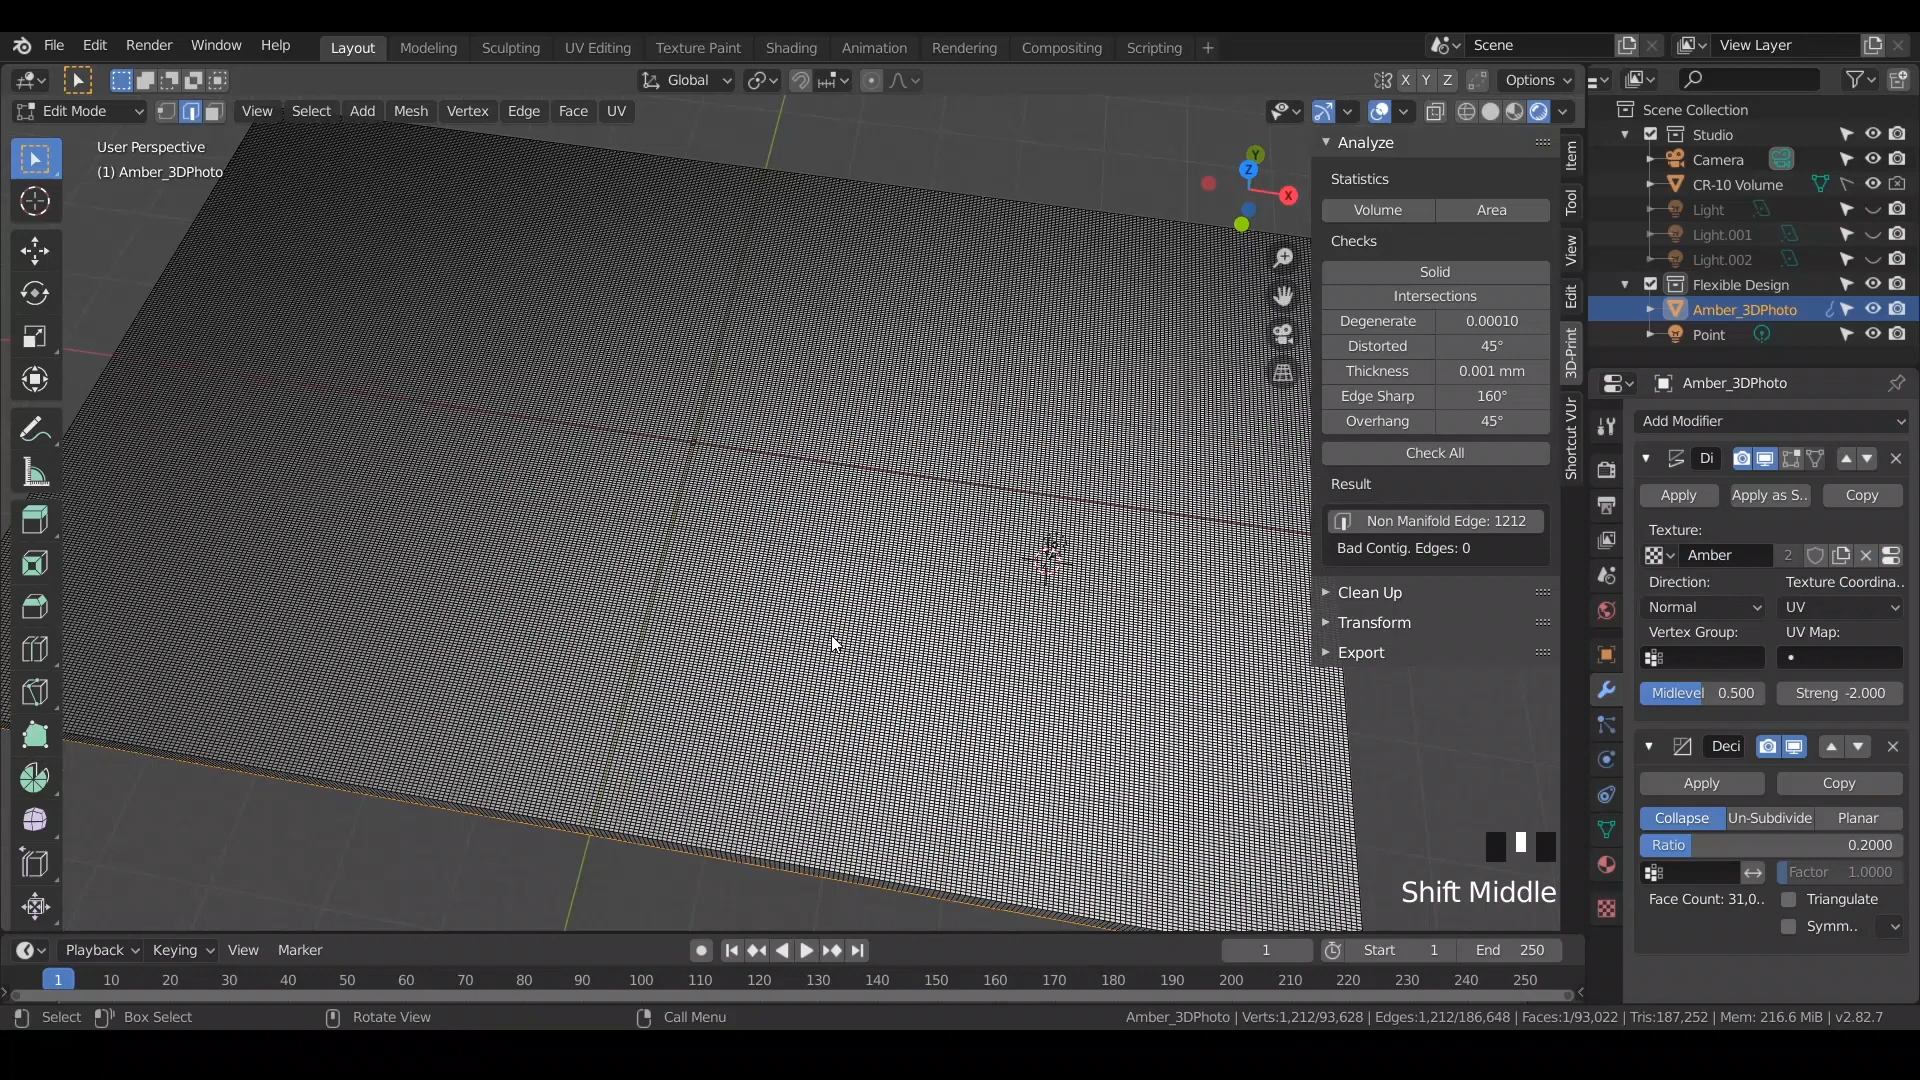 File Edit Render Window Help Layout Modeling Sculpting UV Editing Texture Paint Shading Animation Rendering Compositing Scripting + Scene View Layer
Global X Y Z Options
Edit Mode View Select Add Mesh Vertex Edge Face UV
User Perspective
(1) Amber_3DPhoto
Y
Z
X
Analyze
Statistics
Volume Area
Checks
Solid
Intersections
Degenerate 0.00010
Distorted 45°
Thickness 0.001 mm
Edge Sharp 160°
Overhang 45°
Check All
Result
Non Manifold Edge: 1212
Bad Contig. Edges: 0
Clean Up
Transform
Export
Item
Tool
View
Edit
3D-Print
Shortcut VUr
Scene Collection
Studio
Camera
CR-10 Volume
Light
Light.001
Light.002
Flexible Design
Amber_3DPhoto
Point
Amber_3DPhoto
Add Modifier
Di
Apply Apply as S.. Copy
Texture:
Amber 2
Direction: Texture Coordina..
Normal UV
Vertex Group: UV Map:
Midlevel 0.500 Streng -2.000
Deci
Apply Copy
Collapse Un-Subdivide Planar
Ratio 0.2000
Factor 1.0000
Face Count: 31,0.. Triangulate
Symm..
Shift Middle
Playback Keying View Marker 1 Start 1 End 250
1 10 20 30 40 50 60 70 80 90 100 110 120 130 140 150 160 170 180 190 200 210 220 230 240 250
Select Box Select Rotate View Call Menu Amber_3DPhoto | Verts:1,212/93,628 | Edges:1,212/186,648 | Faces:1/93,022 | Tris:187,252 | Mem: 216.6 MiB | v2.82.7